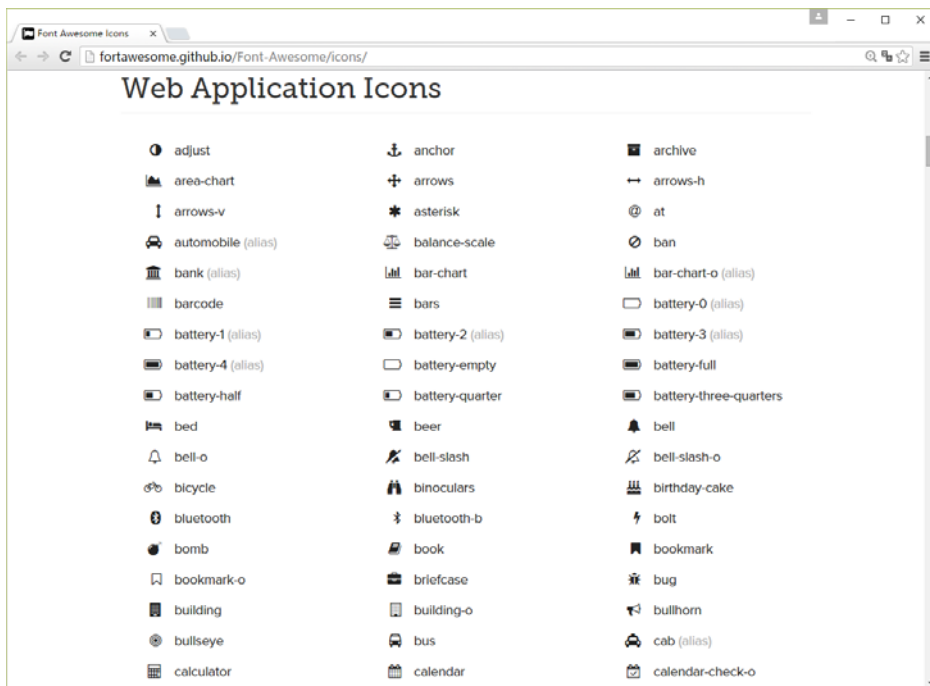 Font Awesome Icons
fortawesome.github.io/Font-Awesome/icons/
Web Application Icons
adjust anchor archive
area-chart arrows arrows-h
arrows-v asterisk at
automobile (alias) balance-scale ban
bank (alias) bar-chart bar-chart-o (alias)
barcode bars battery-0 (alias)
battery-1 (alias) battery-2 (alias) battery-3 (alias)
battery-4 (alias) battery-empty battery-full
battery-half battery-quarter battery-three-quarters
bed beer bell
bell-o bell-slash bell-slash-o
bicycle binoculars birthday-cake
bluetooth bluetooth-b bolt
bomb book bookmark
bookmark-o briefcase bug
building building-o bullhorn
bullseye bus cab (alias)
calculator calendar calendar-check-o